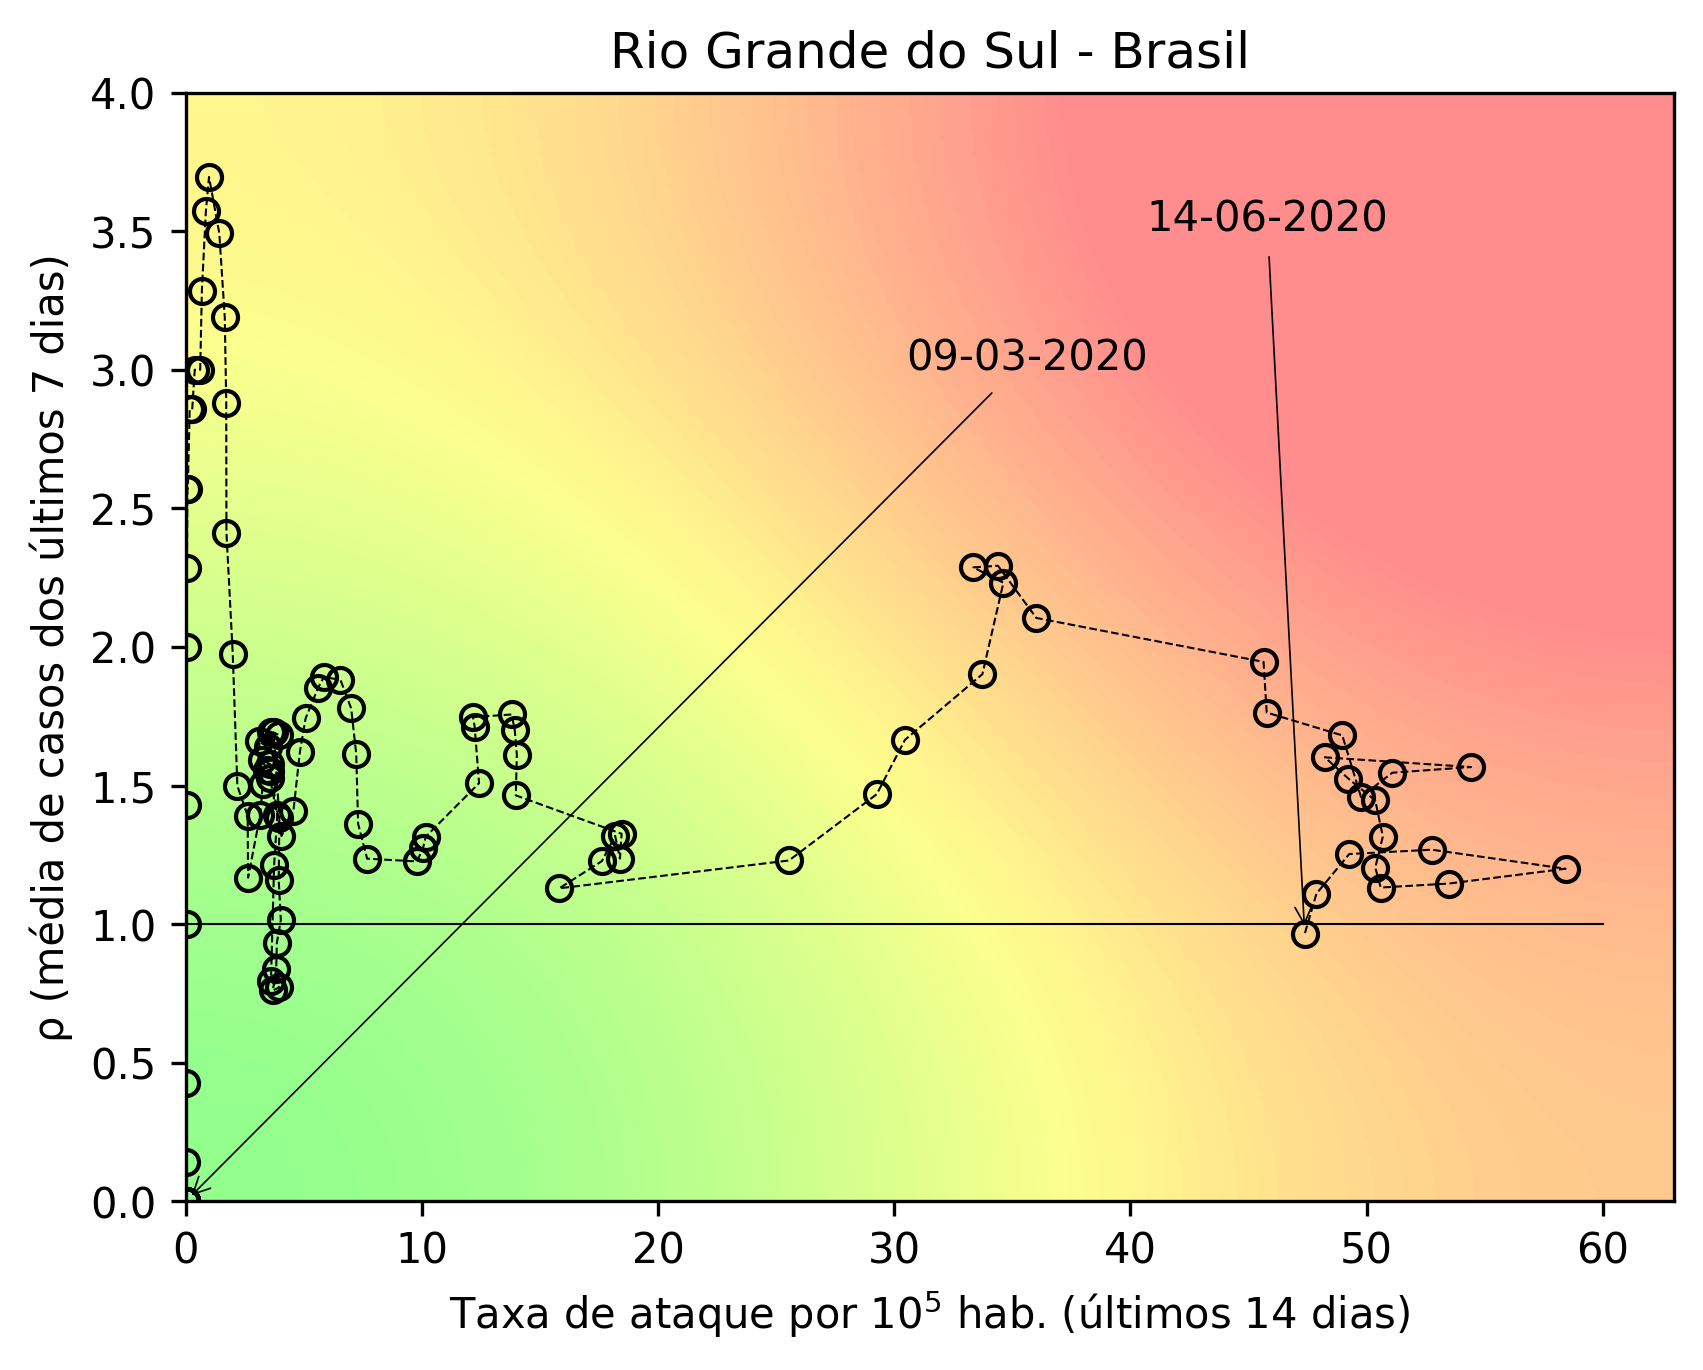 Rio Grande do Sul - Brasil
4.0
3.5
3.0
2.5
2.0
1.5
1.0
0.5
0.0
ρ (média de casos dos últimos 7 dias)
14-06-2020
09-03-2020
0 10 20 30 40 50 60
Taxa de ataque por 10⁵ hab. (últimos 14 dias)